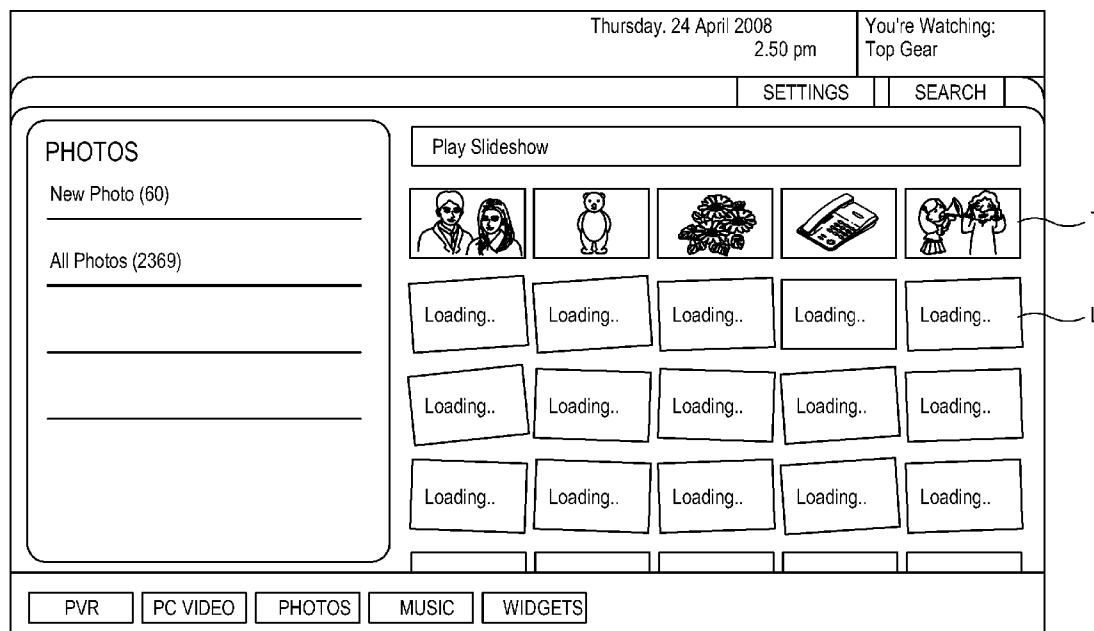 Thursday. 24 April 2008
2.50 pm
You're Watching:
Top Gear
SETTINGS
SEARCH
PHOTOS
New Photo (60)
All Photos (2369)
Play Slideshow
Loading.. Loading.. Loading.. Loading.. Loading..
Loading.. Loading.. Loading.. Loading.. Loading..
Loading.. Loading.. Loading.. Loading.. Loading..
PVR
PC VIDEO
PHOTOS
MUSIC
WIDGETS